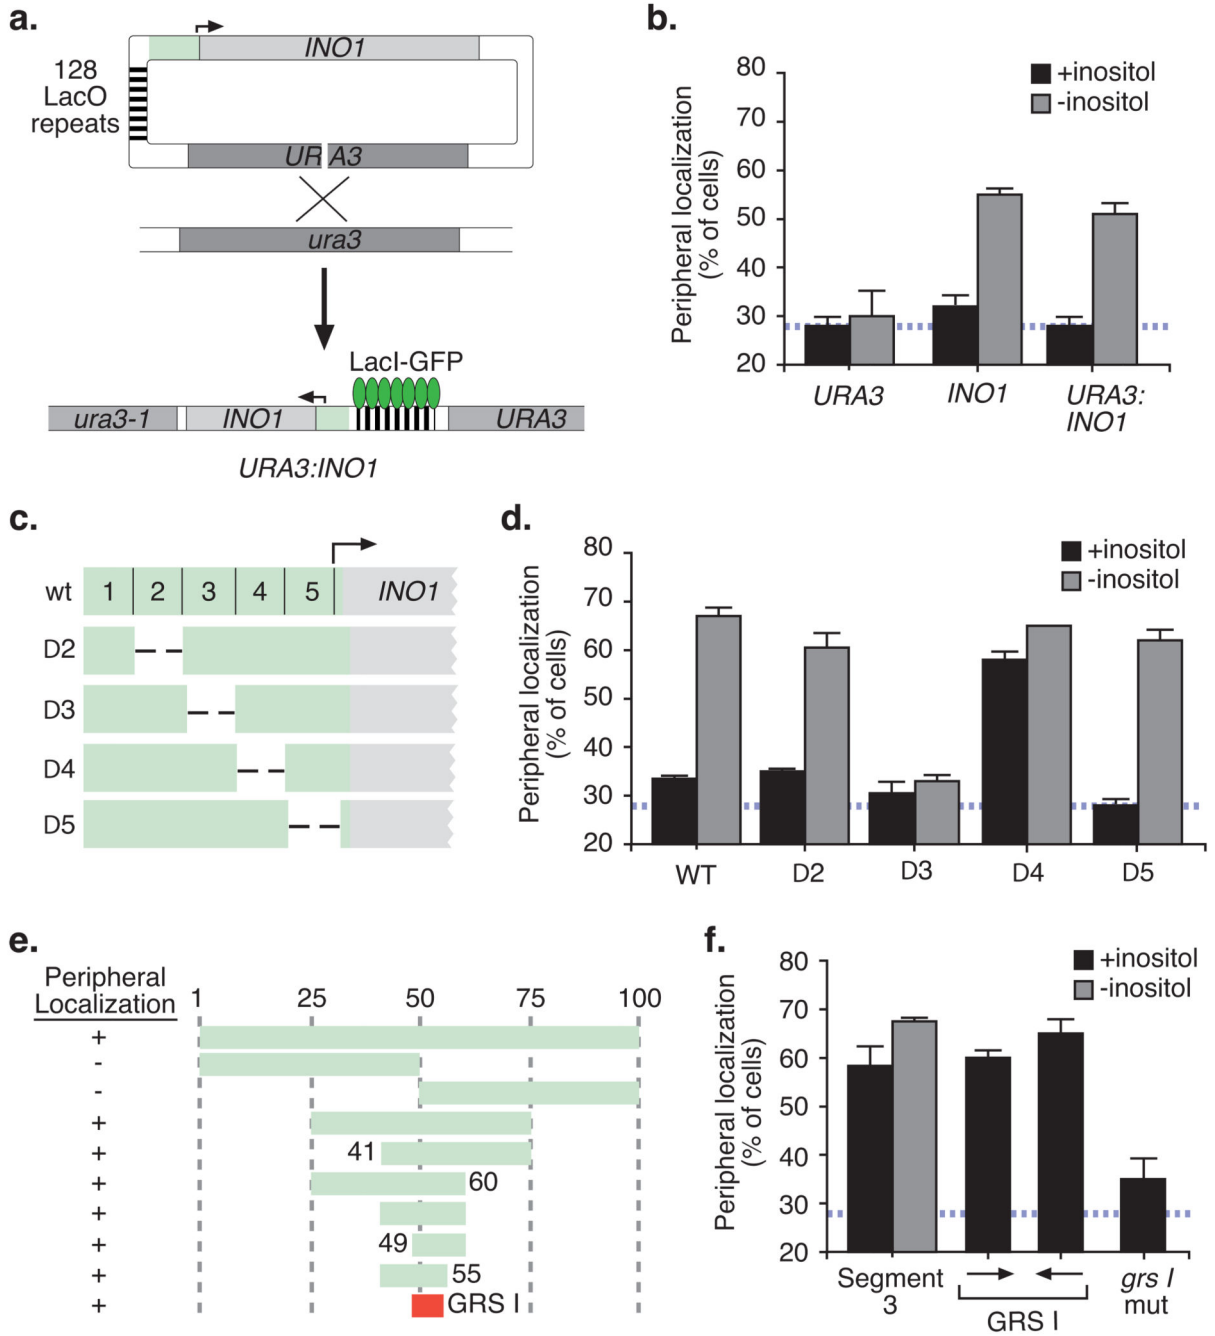 a.
INO1
128
LacO
repeats
URA3
ura3
LacI-GFP
ura3-1
INO1
URA3
URA3:INO1
b.
+inositol
-inositol
Peripheral localization
(% of cells)
80
70
60
50
40
30
20
URA3
INO1
URA3:
INO1
c.
wt
1
2
3
4
5
INO1
D2
D3
D4
D5
d.
+inositol
-inositol
Peripheral localization
(% of cells)
80
70
60
50
40
30
20
WT
D2
D3
D4
D5
e.
Peripheral
Localization
1
25
50
75
100
+
-
-
+
+
41
+
60
+
+
49
+
55
+
GRS I
f.
+inositol
-inositol
Peripheral localization
(% of cells)
80
70
60
50
40
30
20
Segment
3
GRS I
grs I
mut